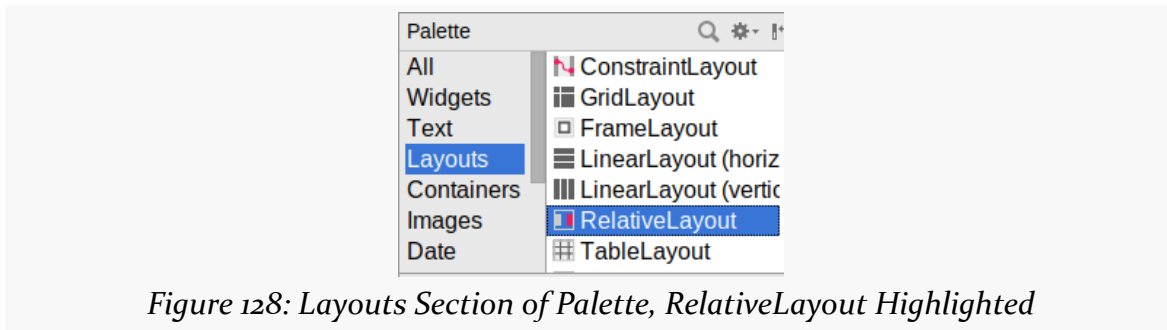 Palette
All
Widgets
Text
Layouts
Containers
Images
Date
ConstraintLayout
GridLayout
FrameLayout
LinearLayout (horiz
LinearLayout (vertic
RelativeLayout
TableLayout
Figure 128: Layouts Section of Palette, RelativeLayout Highlighted